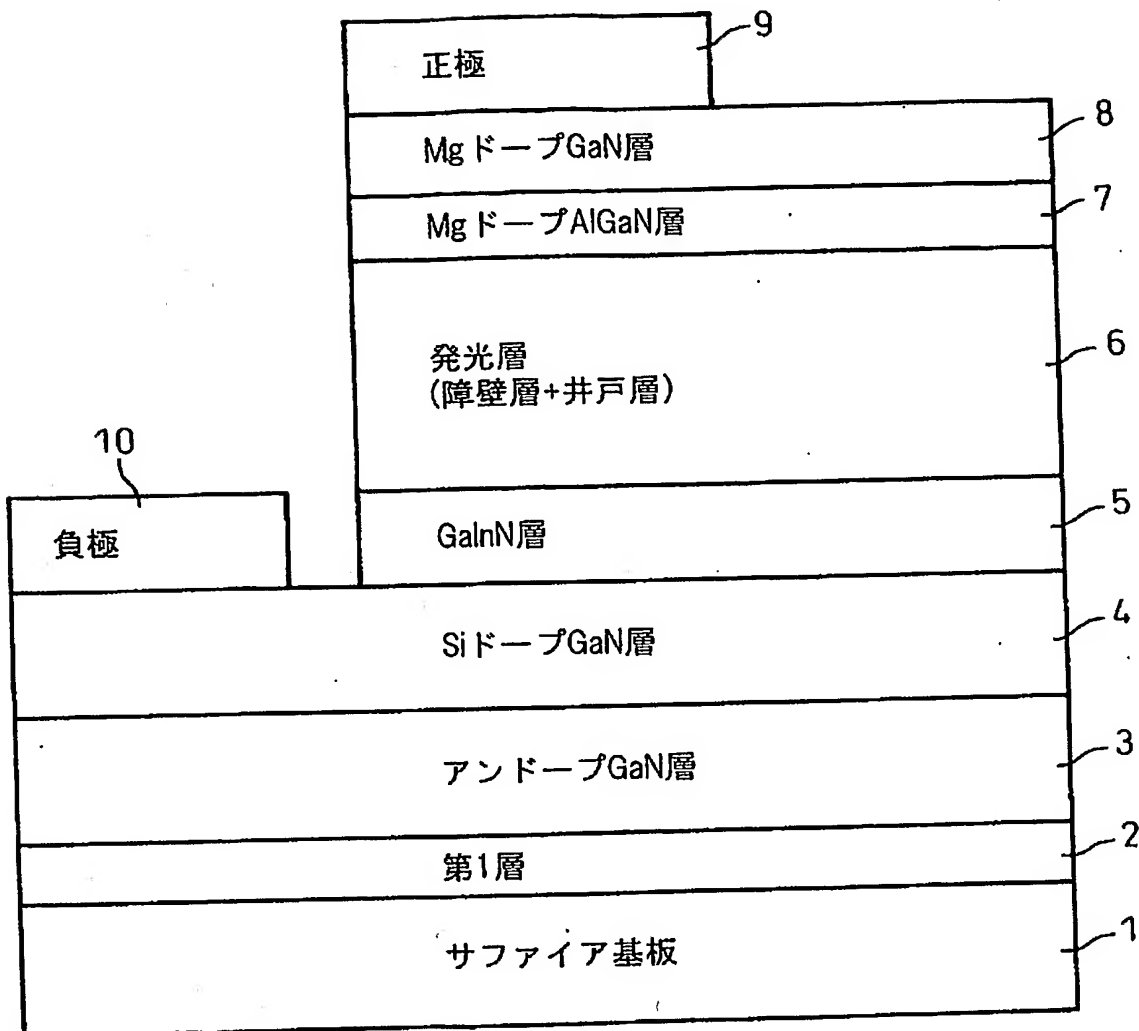 正極
9
MgドープGaN層
8
MgドープAlGaN層
7
発光層
(障壁層+井戸層)
6
10
負極
GaInN層
5
SiドープGaN層
4
アンドープGaN層
3
第1層
2
サファイア基板
1